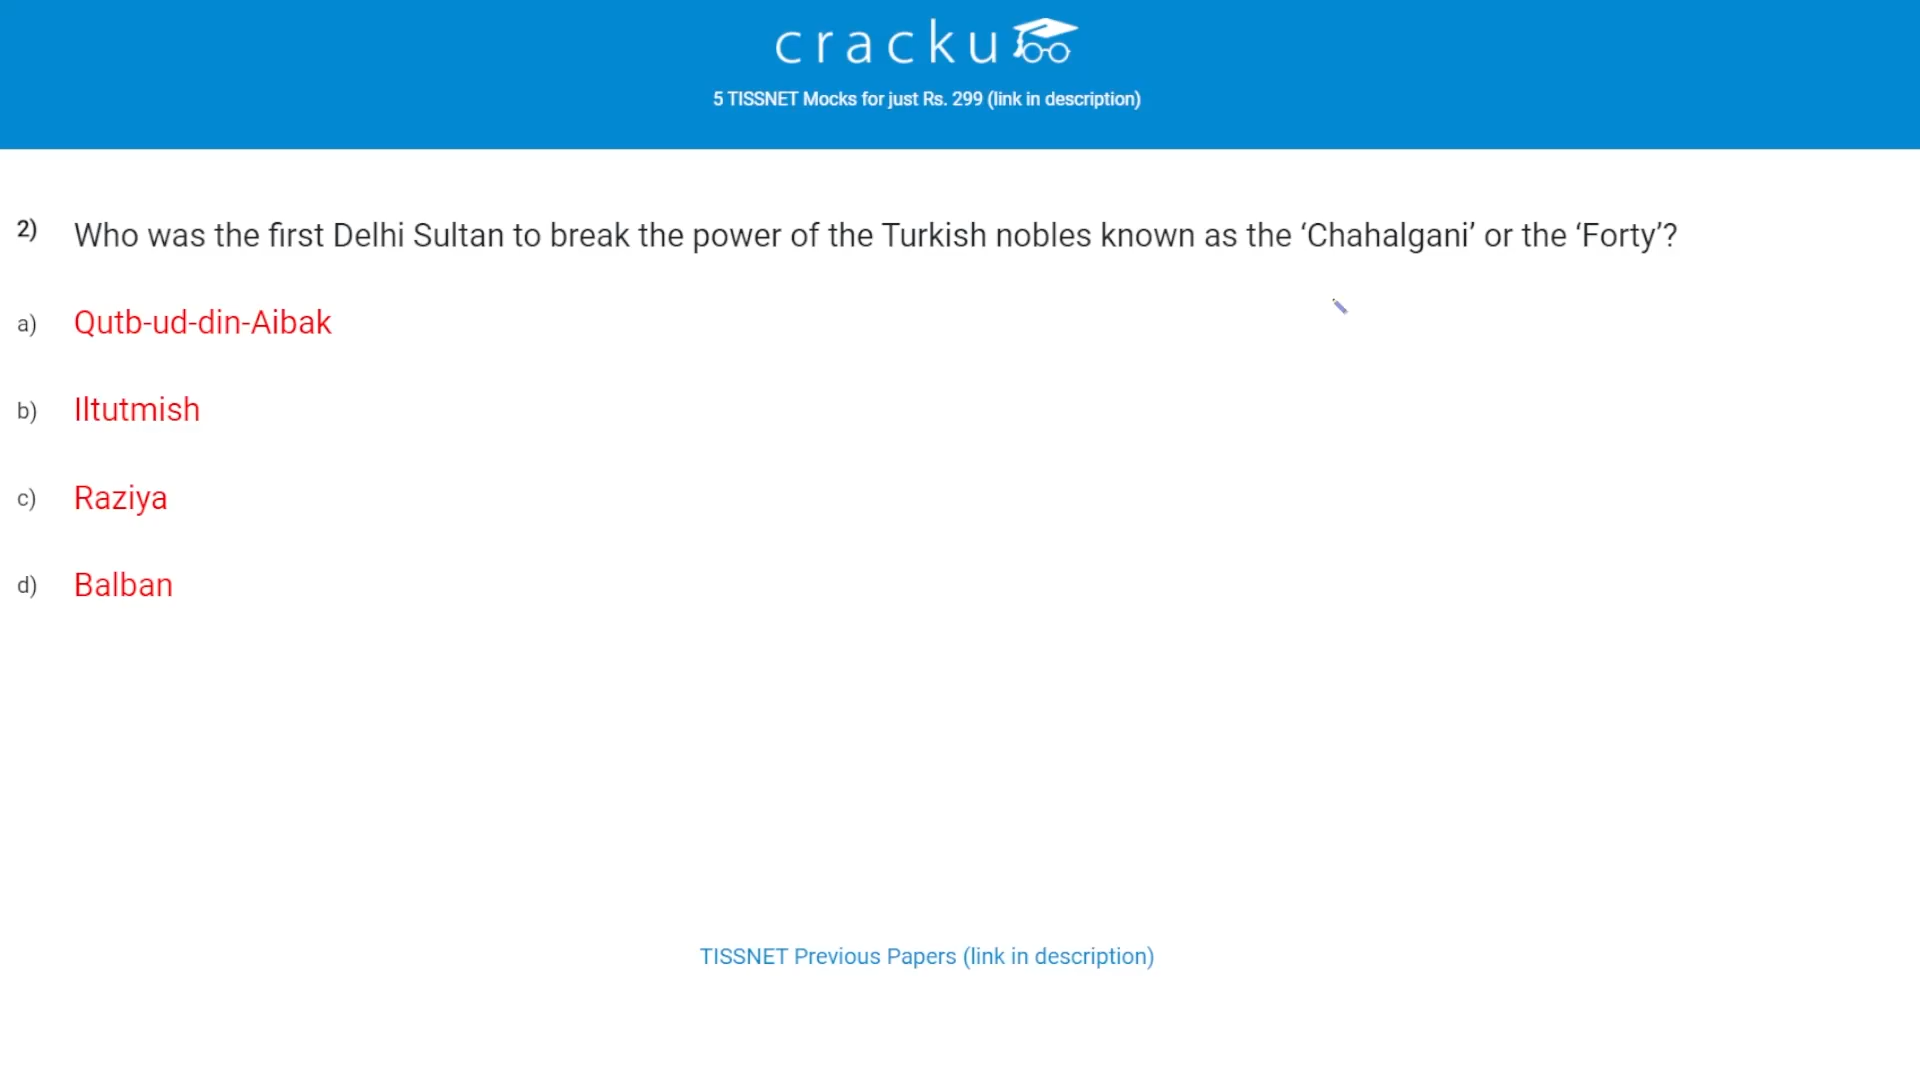 cracku
5 TISSNET Mocks for just Rs. 299 (link in description)
2) Who was the first Delhi Sultan to break the power of the Turkish nobles known as the ‘Chahalgani’ or the ‘Forty’?
a) Qutb-ud-din-Aibak
b) Iltutmish
c) Raziya
d) Balban
TISSNET Previous Papers (link in description)